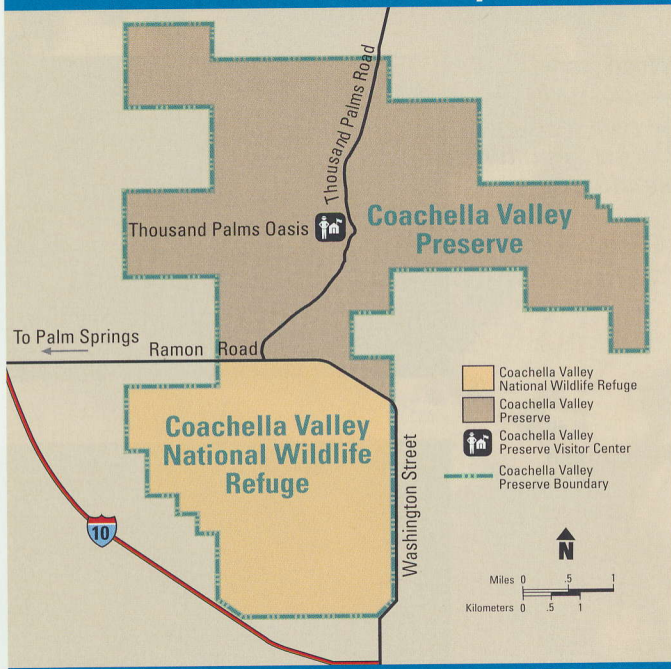 Thousand Palms Road
Thousand Palms Oasis
Coachella Valley
Preserve
To Palm Springs
Ramon Road
Coachella Valley
National Wildlife
Refuge
Washington Street
10
Coachella Valley
National Wildlife Refuge
Coachella Valley
Preserve
Coachella Valley
Preserve Visitor Center
Coachella Valley
Preserve Boundary
N
Miles 0 .5 1
Kilometers 0 .5 1